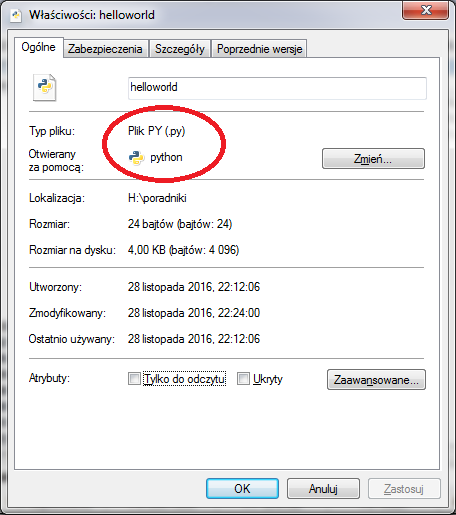 Właściwości: helloworld
Ogólne Zabezpieczenia Szczegóły Poprzednie wersje
helloworld
Typ pliku: Plik PY (.py)
Otwierany
za pomocą: python Zmień...
Lokalizacja: H:\poradniki
Rozmiar: 24 bajtów (bajtów: 24)
Rozmiar na dysku: 4,00 KB (bajtów: 4 096)
Utworzony: 28 listopada 2016, 22:12:06
Zmodyfikowany: 28 listopada 2016, 22:24:00
Ostatnio używany: 28 listopada 2016, 22:12:06
Atrybuty: Tylko do odczytu Ukryty Zaawansowane...
OK Anuluj Zastosuj